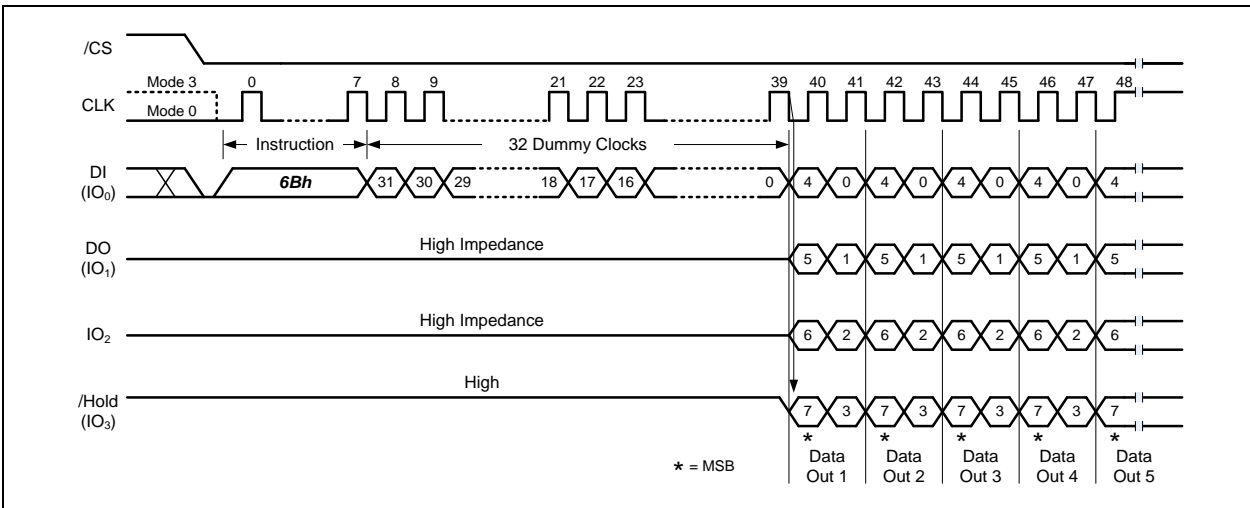 /CS
Mode 3 0 7 8 9 21 22 23 39 40 41 42 43 44 45 46 47 48
CLK
Mode 0
Instruction 32 Dummy Clocks
DI
(IO₀)
6Bh 31 30 29 18 17 16 0 4 0 4 0 4 0 4 0 4
DO
(IO₁)
High Impedance
5 1 5 1 5 1 5 1 5
IO₂
High Impedance
6 2 6 2 6 2 6 2 6
High
/Hold
(IO₃)
7 3 7 3 7 3 7 3 7
* * * * *
* = MSB
Data Data Data Data Data
Out 1 Out 2 Out 3 Out 4 Out 5